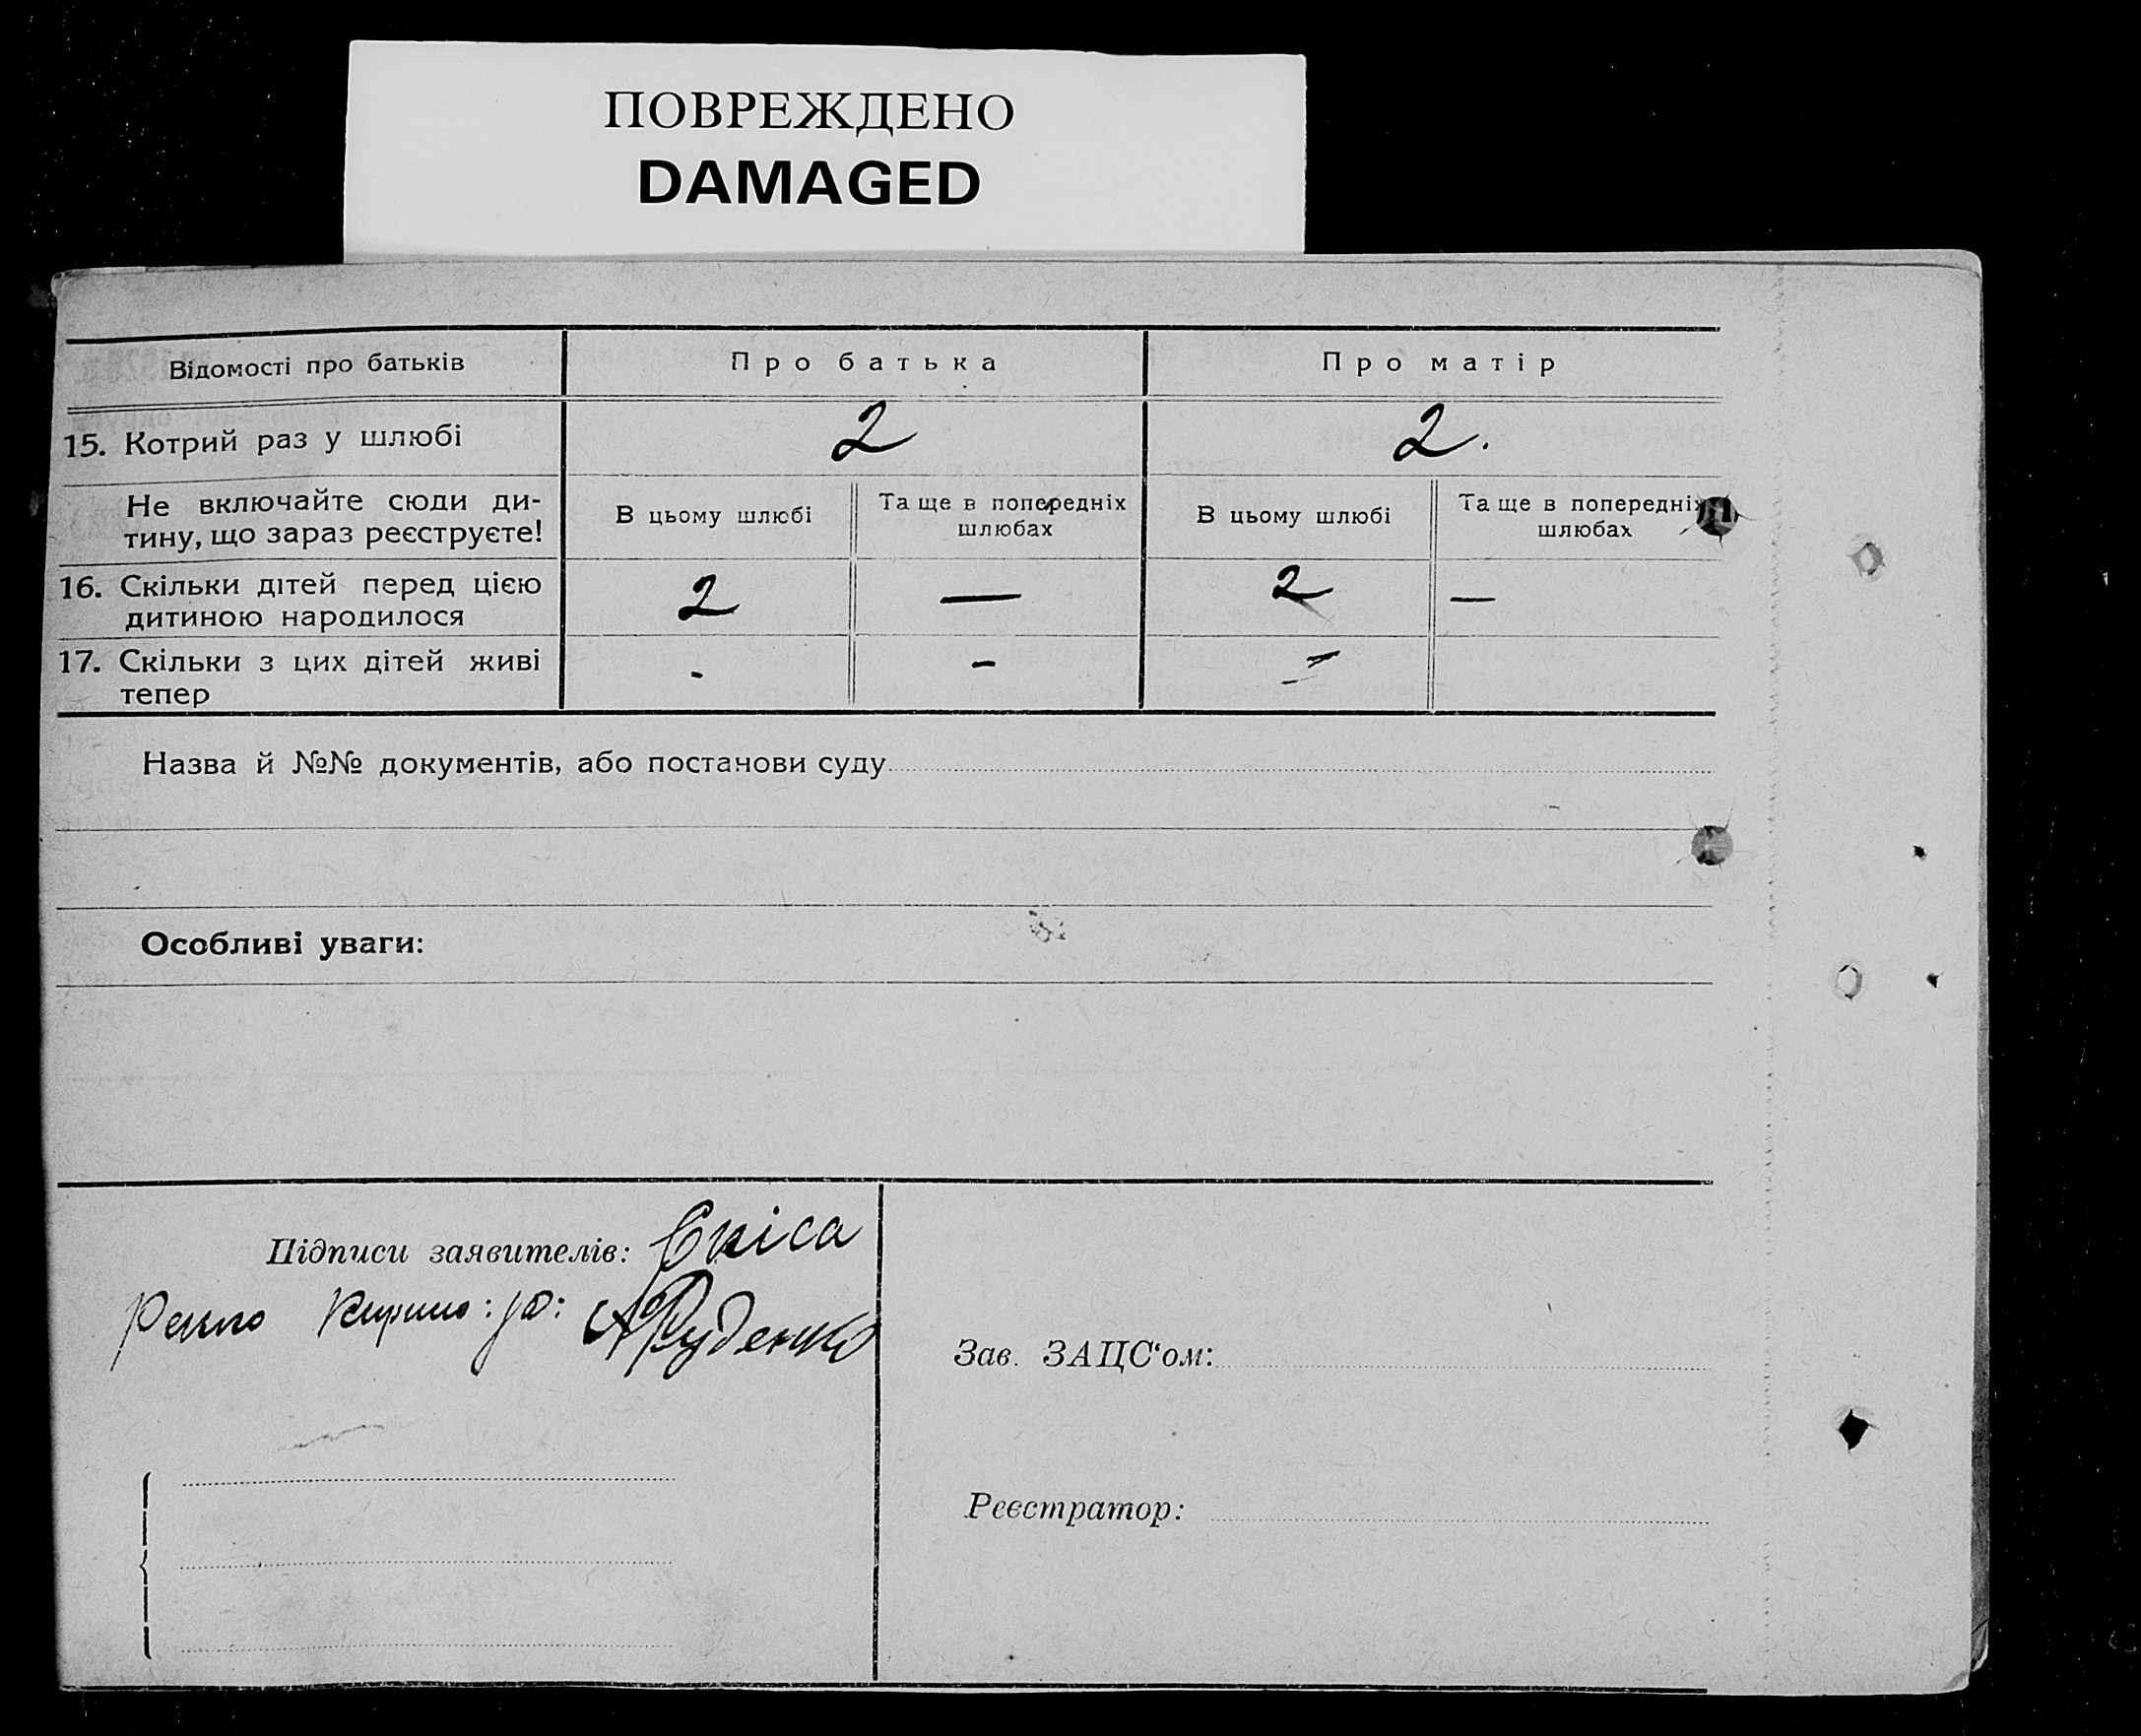 ПОВРЕЖДЕНО
DAMAGED
Відомості про батьків Про батька Про матір
15. Котрий раз у шлюбі 2 2.
Не включайте сюди ди-
тину, що зараз реєструєте!
В цьому шлюбі
Та ще в попередніх
шлюбах
В цьому шлюбі
Та ще в попередніх
шлюбах
16. Скільки дітей перед цією
дитиною народилося
2 — 2 —
17. Скільки з цих дітей живі
тепер
- -
Назва й №№ документів, або постанови суду
Особливі уваги:
Підписи заявителів:
АРуденко
Зав. ЗАЦС‘ом:
Реєстратор: